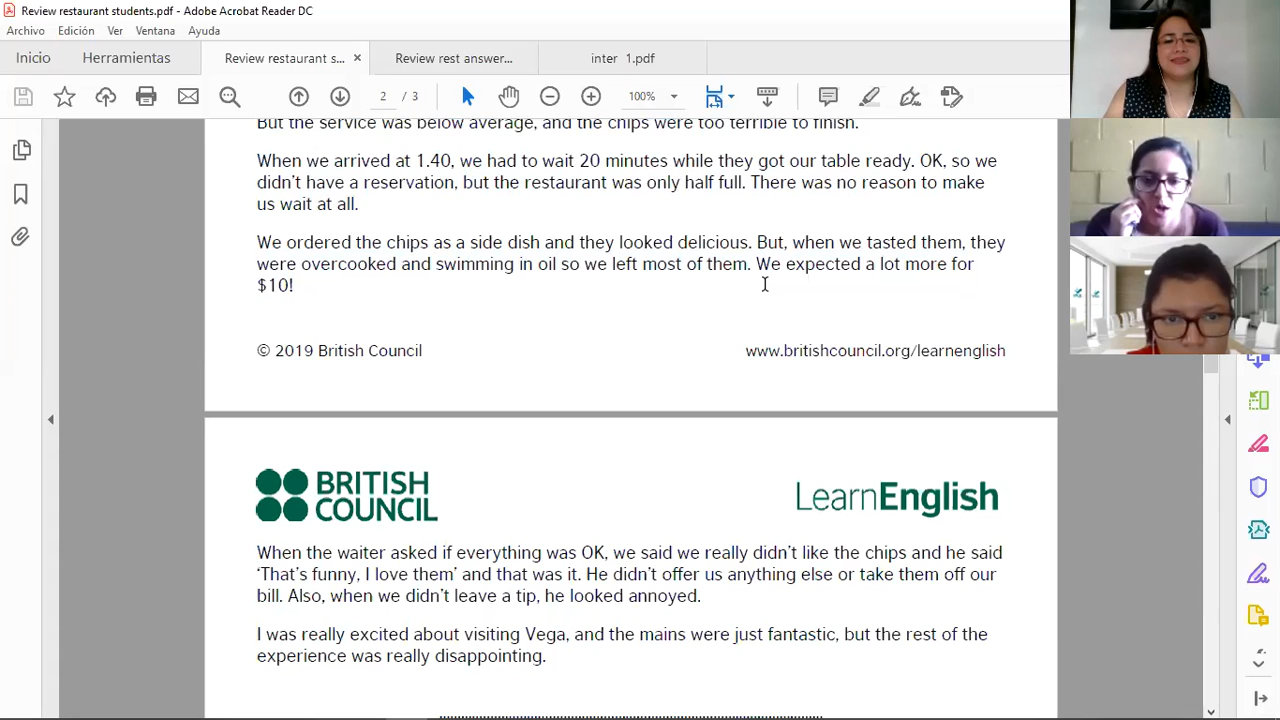 Review restaurant students.pdf - Adobe Acrobat Reader DC
Archivo Edición Ver Ventana Ayuda
Inicio Herramientas Review restaurant s... × Review rest answer... inter 1.pdf
2 / 3 100%
But the service was below average, and the chips were too terrible to finish.
When we arrived at 1.40, we had to wait 20 minutes while they got our table ready. OK, so we
didn't have a reservation, but the restaurant was only half full. There was no reason to make
us wait at all.
We ordered the chips as a side dish and they looked delicious. But, when we tasted them, they
were overcooked and swimming in oil so we left most of them. We expected a lot more for
$10!
© 2019 British Council www.britishcouncil.org/learnenglish
BRITISH
COUNCIL
LearnEnglish
When the waiter asked if everything was OK, we said we really didn't like the chips and he said
‘That's funny, I love them’ and that was it. He didn't offer us anything else or take them off our
bill. Also, when we didn't leave a tip, he looked annoyed.
I was really excited about visiting Vega, and the mains were just fantastic, but the rest of the
experience was really disappointing.